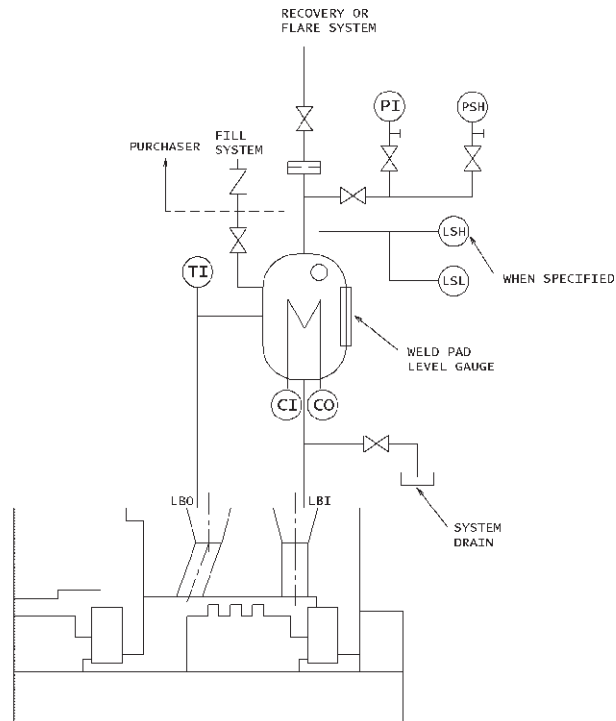 RECOVERY OR
FLARE SYSTEM
PI
PSH
FILL
SYSTEM
PURCHASER
LSH
TI
LSL
WHEN SPECIFIED
WELD PAD
LEVEL GAUGE
CI
CO
LBO
LBI
SYSTEM
DRAIN